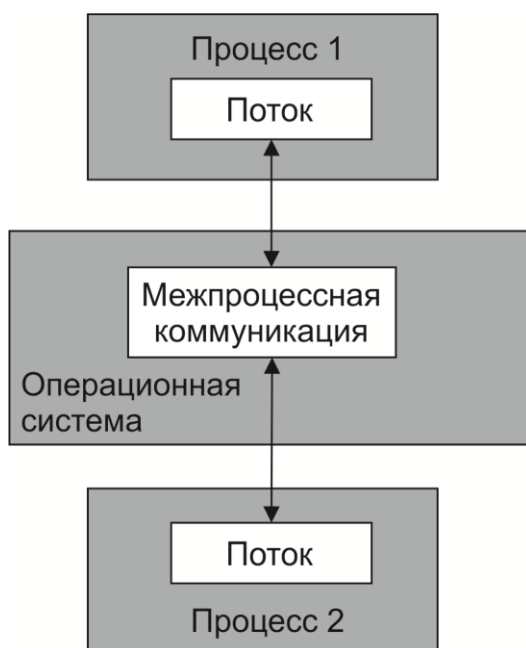 Процесс 1
Поток
Межпроцессная
коммуникация
Операционная
система
Поток
Процесс 2